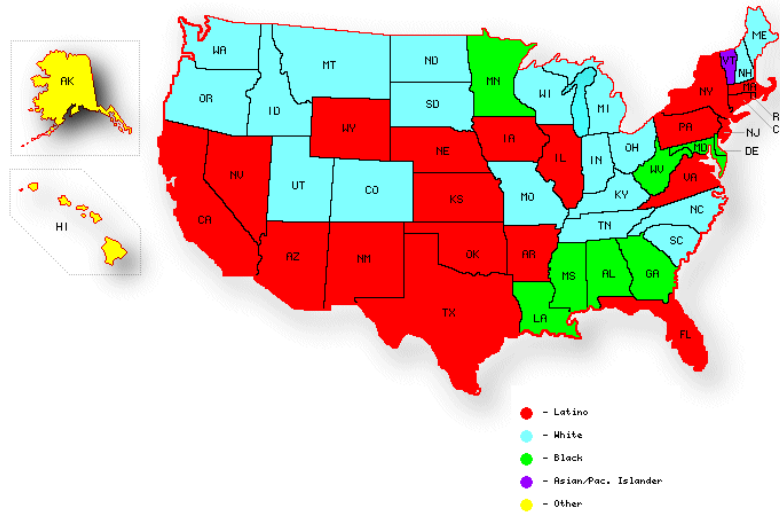 ME
WA
VT
MT
ND
NH
MN
AK
MA
NY
WI
OR
MI
SD
ID
R
WY
C
PA
IA
NJ
OH
NE
MD
DE
IL
IN
NV
WV
VA
UT
CO
KS
MO
KY
NC
CA
TN
HI
SC
OK
AR
AZ
NM
MS
AL
GA
TX
LA
FL
- Latino
- White
- Black
- Asian/Pac. Islander
- Other